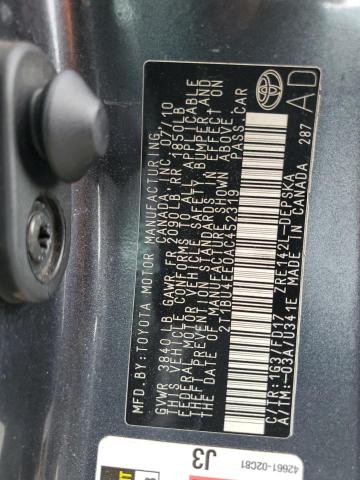 MFD.BY:TOYOTA MOTOR MANUFACTURING
CANADA, INC. 07/10
GVWR 3840 LB GAWR FR 2090LB RR 1850LB
THIS VEHICLE CONFORMS TO ALL APPLICABLE
FEDERAL MOTOR VEHICLE SAFETY, BUMPER, AND
THEFT PREVENTION STANDARDS IN EFFECT ON
THE DATE OF MANUFACTURE SHOWN ABOVE.
2T1BU4EE0AC452319 PASS.CAR
C/TR:1G3/FD17 ZRE142L-DEPSKA
A/TM:-03A/U341E MADE IN CANADA 287
AD
42661-02C81
J3